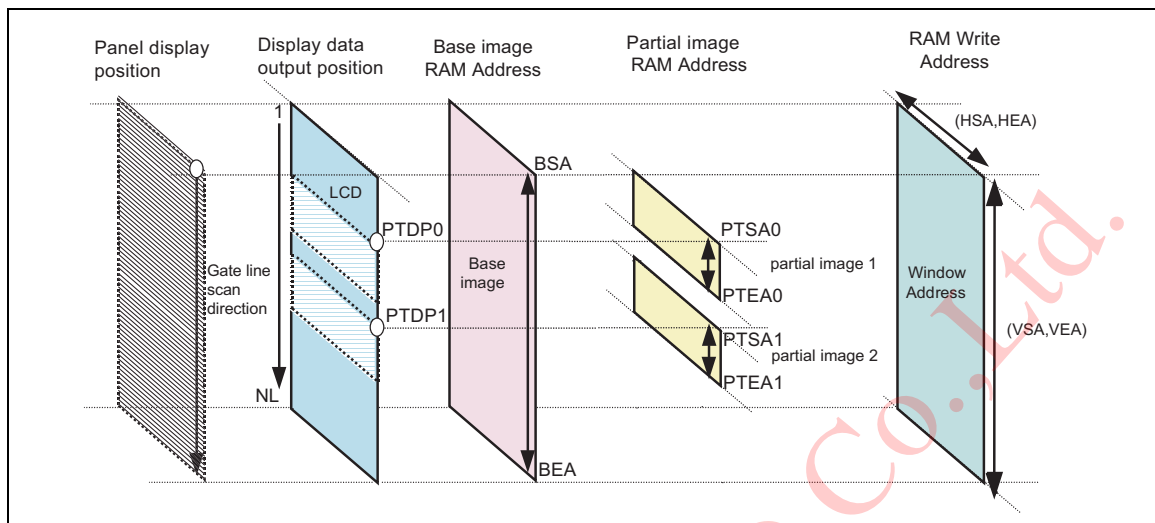 Panel display
position
Display data
output position
Base image
RAM Address
Partial image
RAM Address
RAM Write
Address
1
(HSA,HEA)
BSA
LCD
PTDP0
PTSA0
partial image 1
Gate line
scan
direction
Base
image
PTEA0
Window
Address
PTDP1
PTSA1
(VSA,VEA)
partial image 2
PTEA1
NL
BEA
Co.,Ltd.